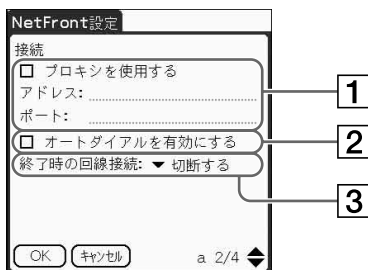 NetFront設定
接続
□ プロキシを使用する
アドレス:
ポート:
□ オートダイアルを有効にする
終了時の回線接続: ▼ 切断する
OK キャンセル a 2/4
1
2
3